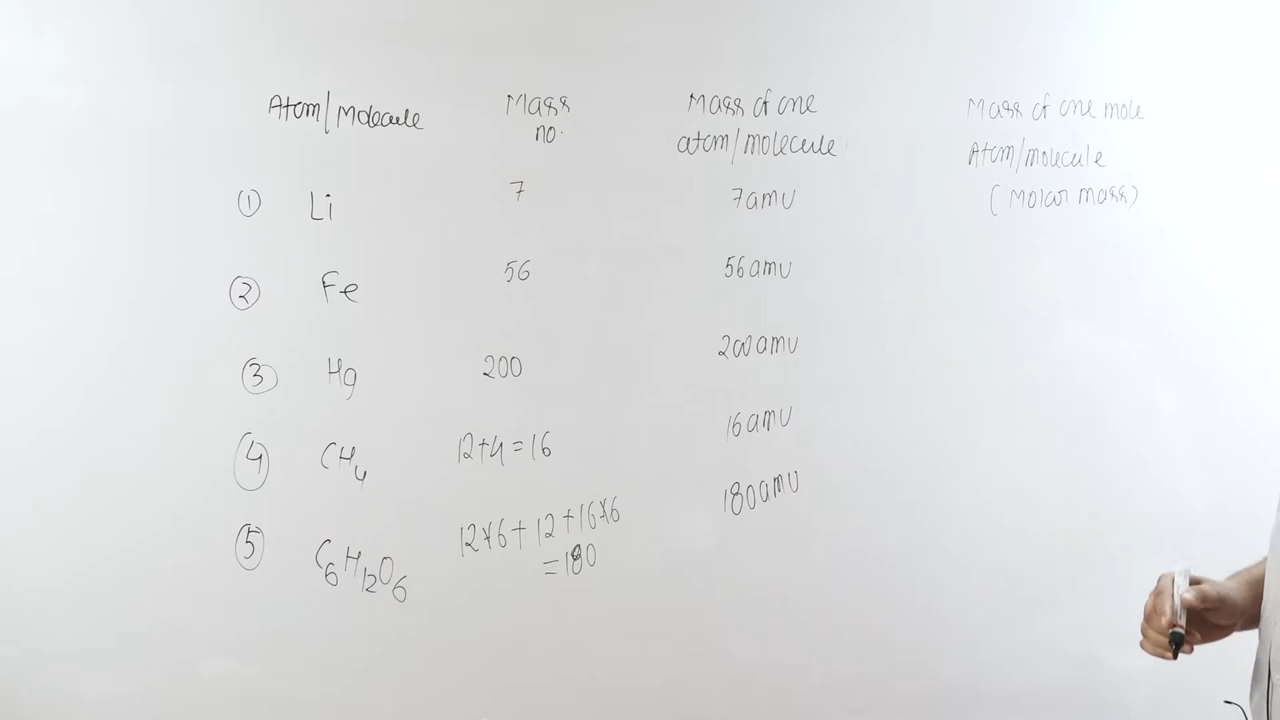 Atom/Molecule
Mass
no.
Mass of one
atom/molecule
Mass of one mole
Atom/molecule
(Molar mass)
① Li 7 7amu
② Fe 56 56amu
③ Hg 200 200amu
④ CH₄ 12+4=16 16amu
⑤ C₆H₁₂O₆ 12×6+12+16×6 180amu
=180